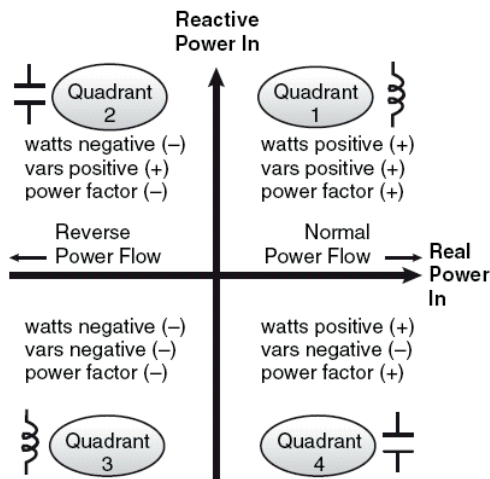 Reactive
Power In
Quadrant
2
watts negative (–)
vars positive (+)
power factor (–)
Quadrant
1
watts positive (+)
vars positive (+)
power factor (+)
Reverse
Power Flow
Normal
Power Flow
Real
Power
In
watts negative (–)
vars negative (–)
power factor (–)
Quadrant
3
watts positive (+)
vars negative (–)
power factor (+)
Quadrant
4